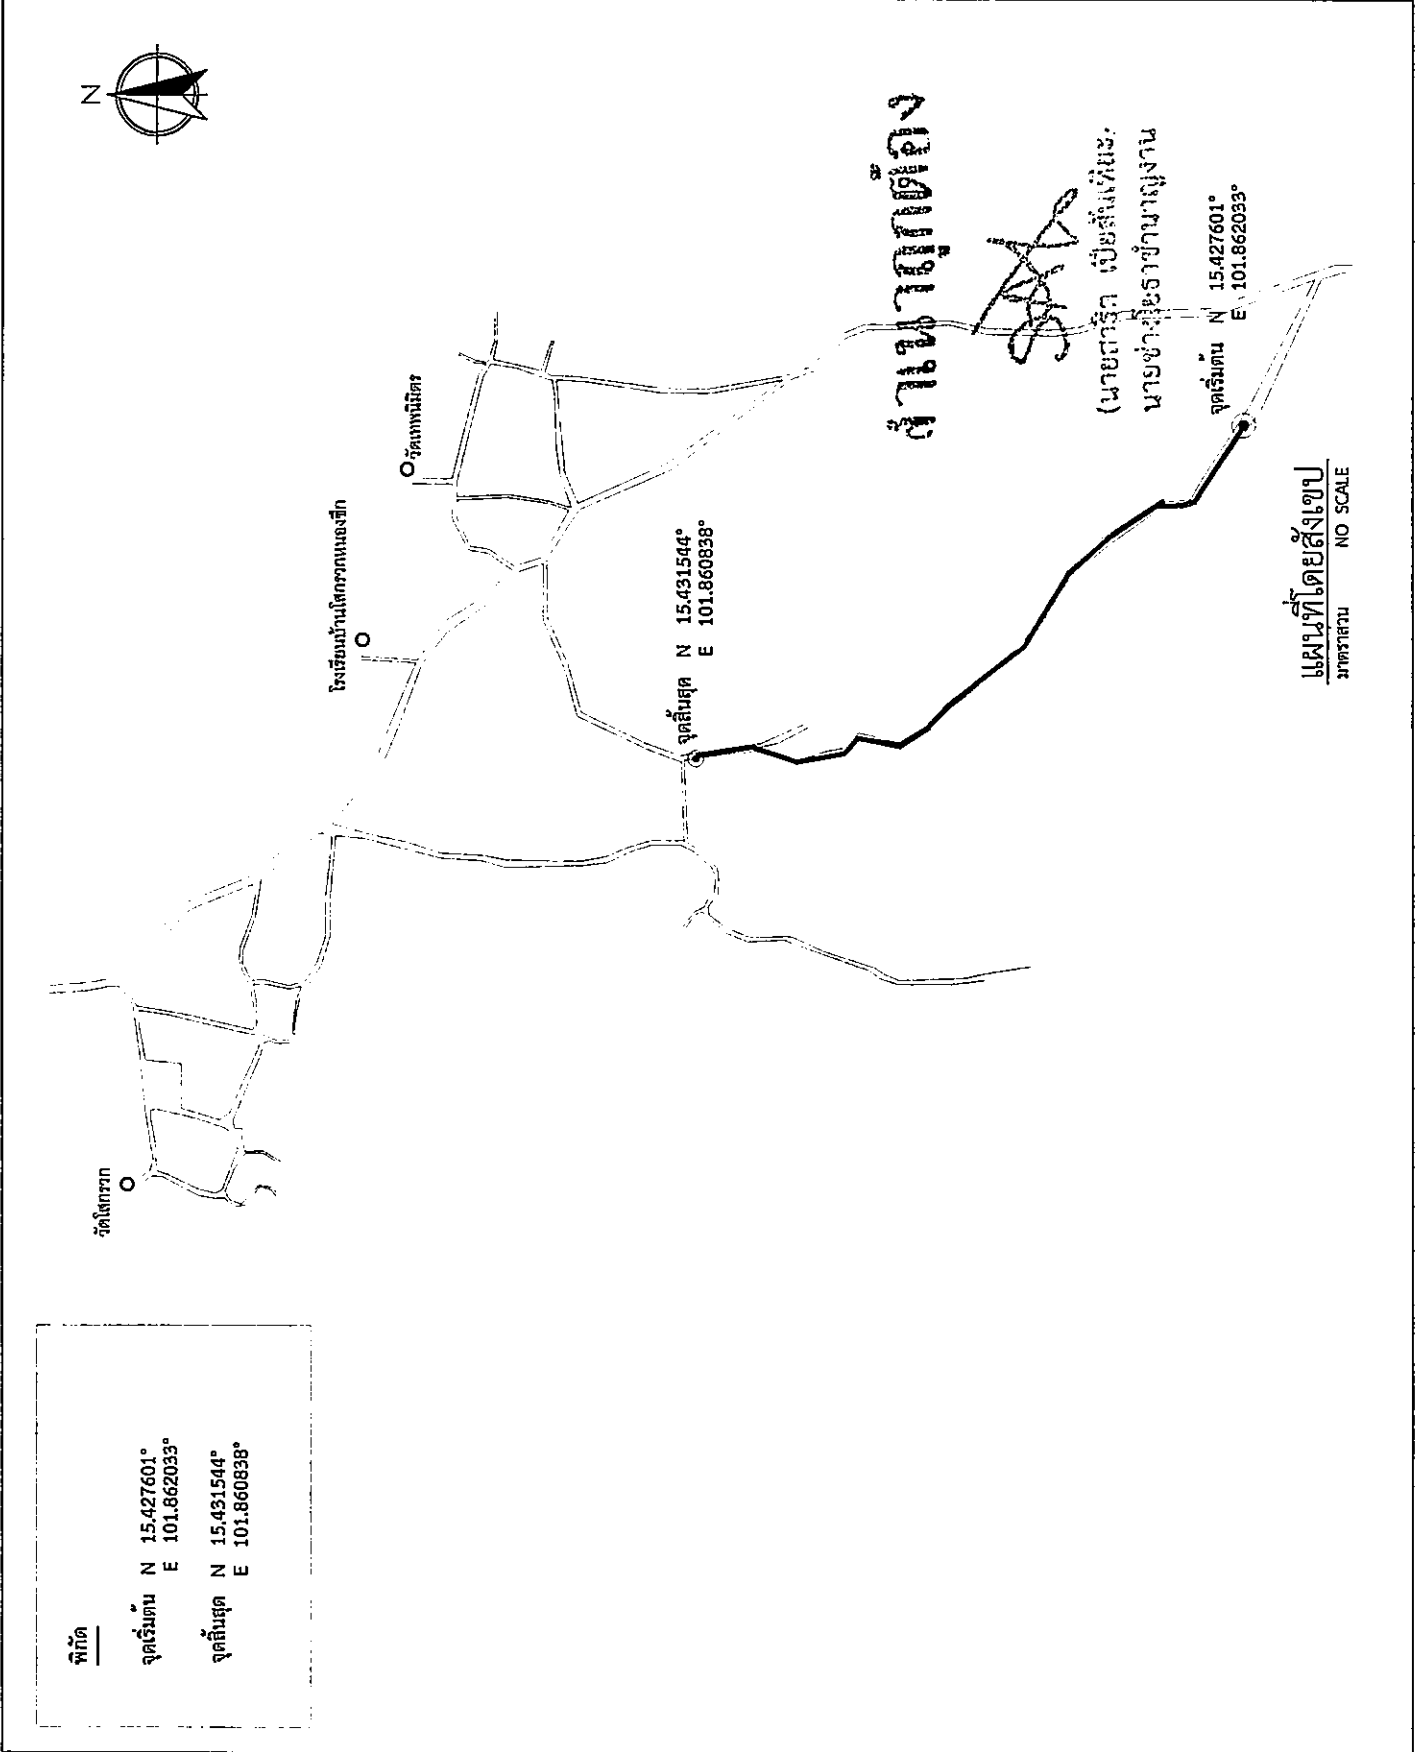 พิกัด
จุดเริ่มต้น N 15.427601°
E 101.862033°
จุดสิ้นสุด N 15.431544°
E 101.860838°
N
วัดโสกรวก
โรงเรียนบ้านโสกรวกหนองซึก
วัดเทพนิมิตร
จุดสิ้นสุด N 15.431544°
E 101.860838°
สำเนาถูกต้อง
นายช่างโยธาชำนาญงาน
จุดเริ่มต้น N 15.427601°
E 101.862033°
แผนที่โดยสังเขป
มาตราส่วน NO SCALE